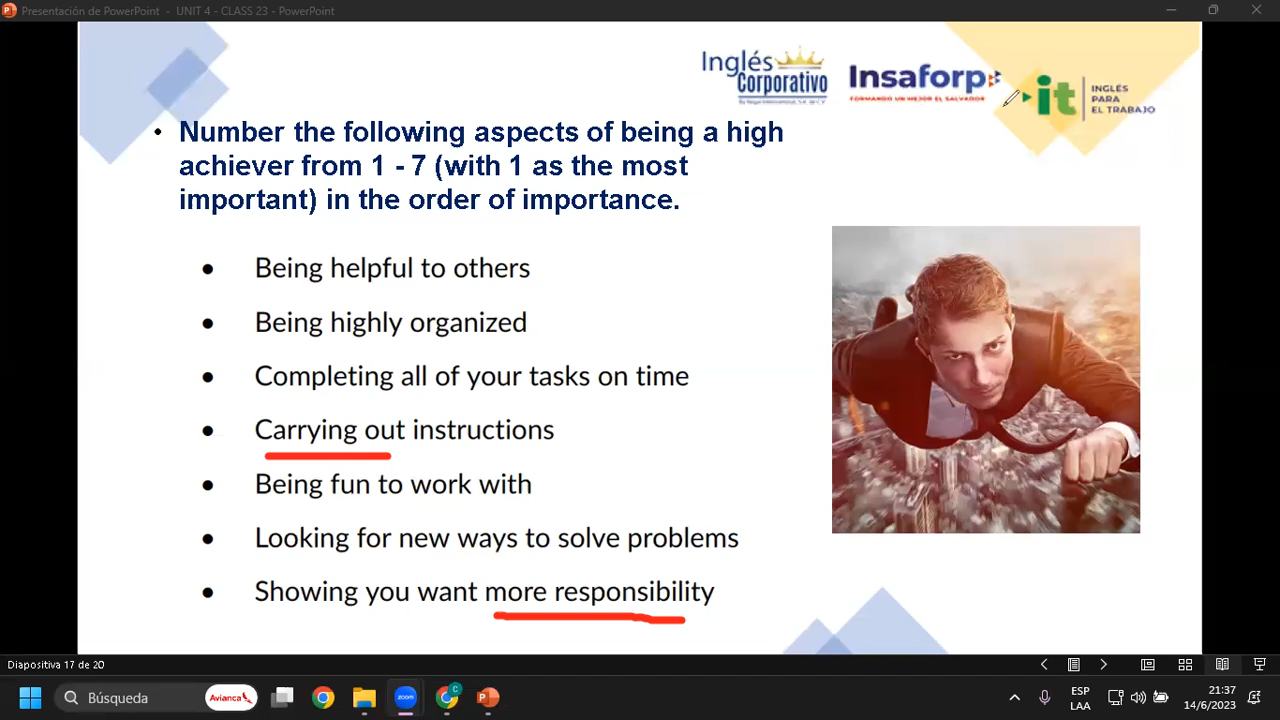 Presentación de PowerPoint - UNIT 4 - CLASS 23 - PowerPoint
Inglés
Corporativo
Insaforp
FORMANDO UN MEJOR EL SALVADOR
it
INGLÉS
PARA
EL TRABAJO
• Number the following aspects of being a high
achiever from 1 - 7 (with 1 as the most
important) in the order of importance.
• Being helpful to others
• Being highly organized
• Completing all of your tasks on time
• Carrying out instructions
• Being fun to work with
• Looking for new ways to solve problems
• Showing you want more responsibility
Diapositiva 17 de 20
Búsqueda
Avianca
zoom
C
ESP
LAA
21:37
14/6/2023